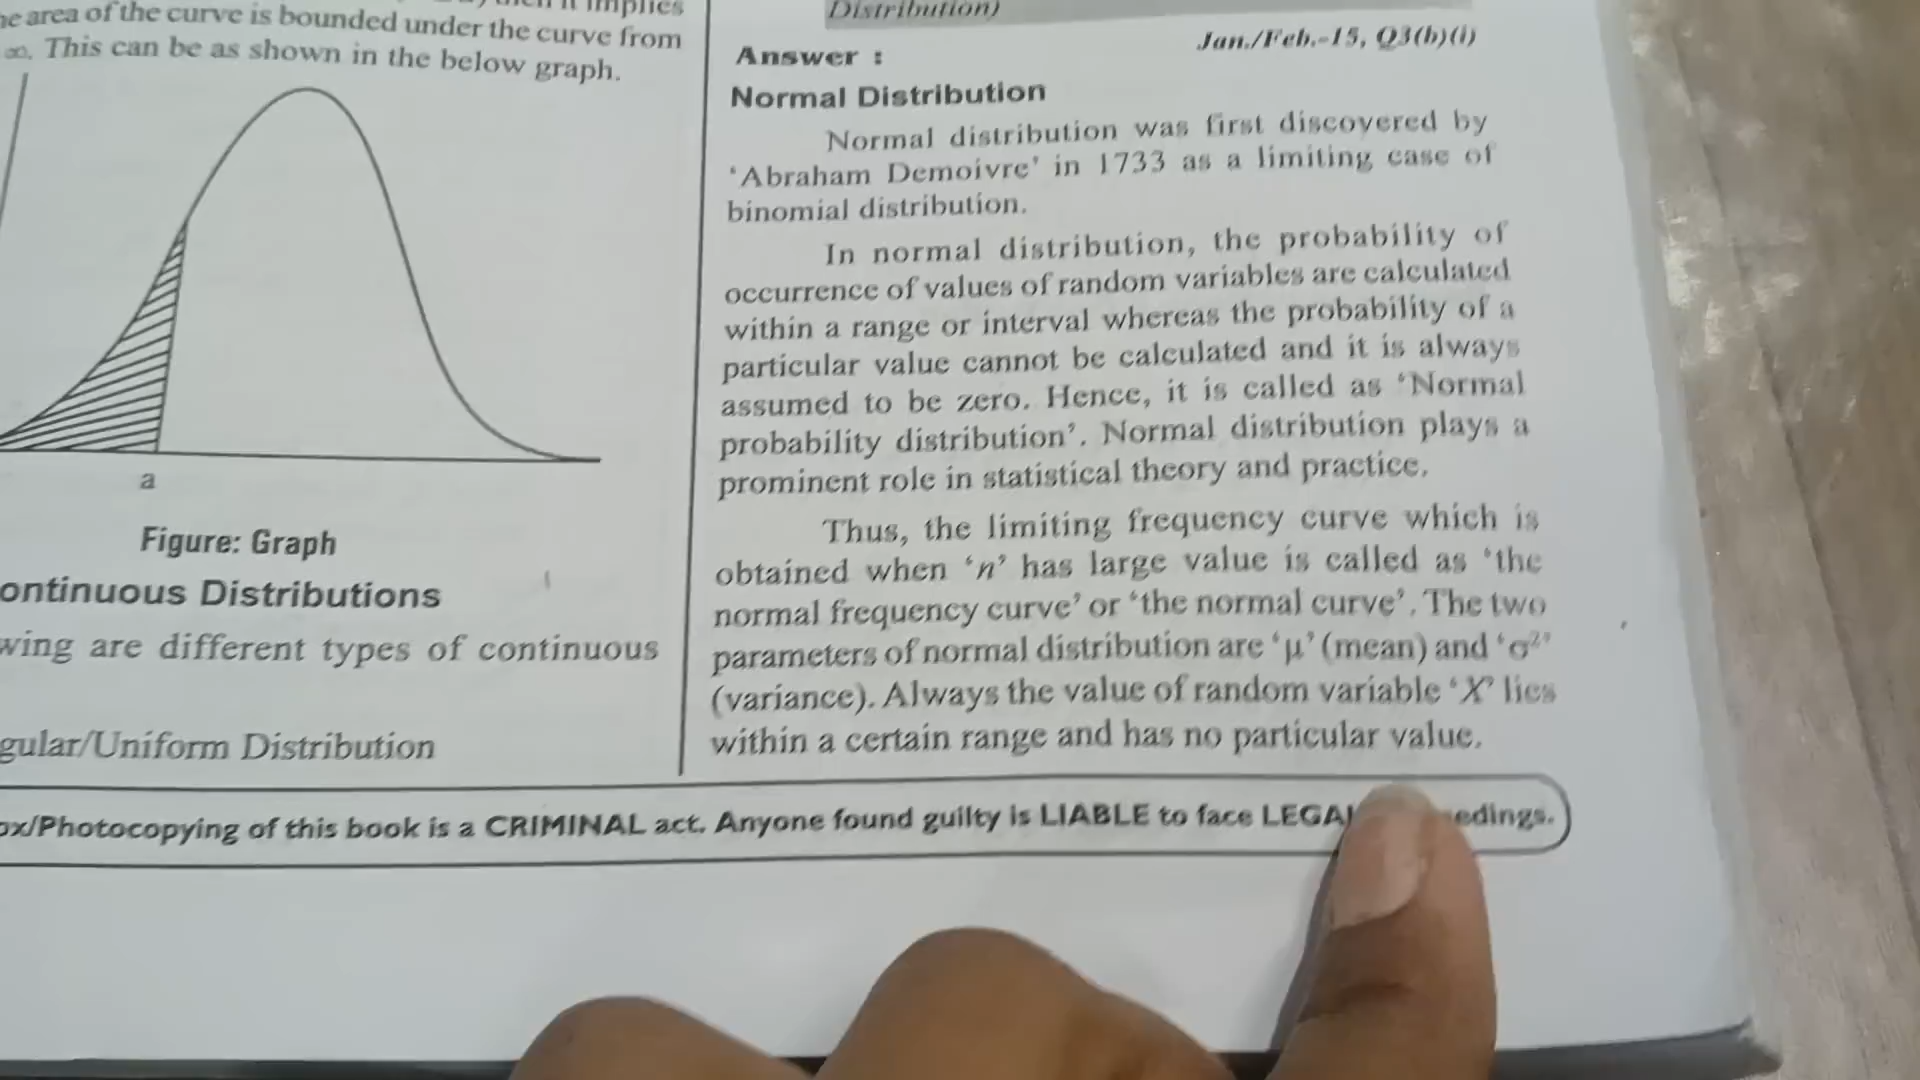 implies
he area of the curve is bounded under the curve from
∞. This can be as shown in the below graph.
a
Figure: Graph
ontinuous Distributions
wing are different types of continuous
gular/Uniform Distribution
Distribution)
Jan./Feb.-15, Q3(b)(i)
Answer :
Normal Distribution
Normal distribution was first discovered by
‘Abraham Demoivre’ in 1733 as a limiting case of
binomial distribution.
In normal distribution, the probability of
occurrence of values of random variables are calculated
within a range or interval whereas the probability of a
particular value cannot be calculated and it is always
assumed to be zero. Hence, it is called as ‘Normal
probability distribution’. Normal distribution plays a
prominent role in statistical theory and practice.
Thus, the limiting frequency curve which is
obtained when ‘n’ has large value is called as ‘the
normal frequency curve’ or ‘the normal curve’. The two
parameters of normal distribution are ‘μ’ (mean) and ‘σ²’
(variance). Always the value of random variable ‘X’ lies
within a certain range and has no particular value.
ox/Photocopying of this book is a CRIMINAL act. Anyone found guilty is LIABLE to face LEGAL edings.